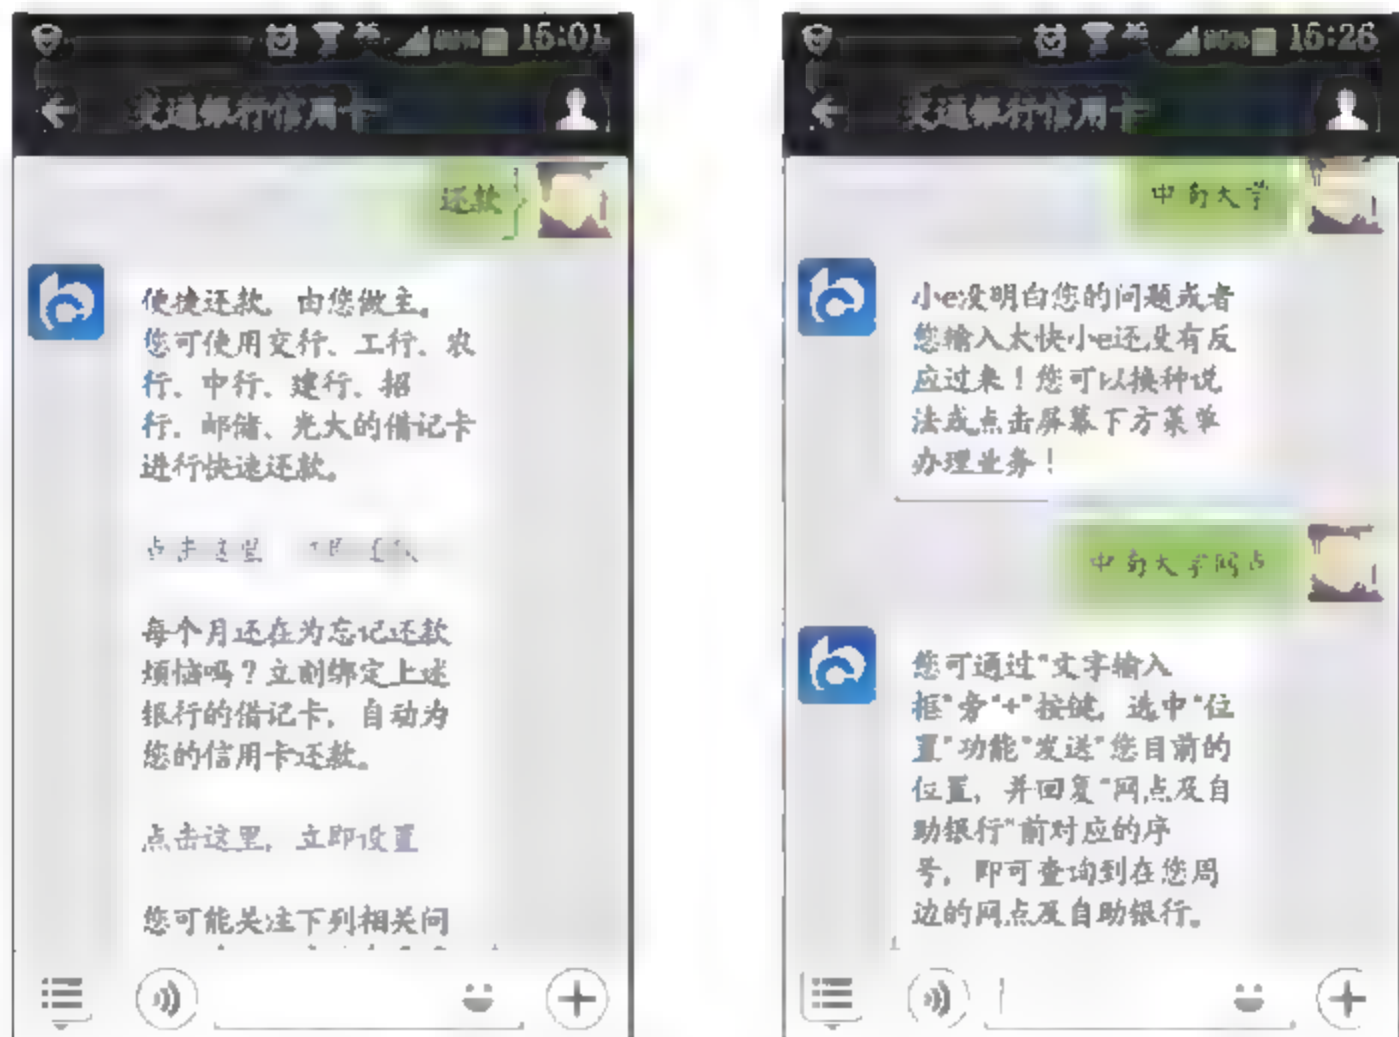 15:01
交通银行信用卡
还款
便捷还款，由您做主。
您可使用交行、工行、农
行、中行、建行、招
行、邮储、光大的借记卡
进行快速还款。
点击这里
每个月还在为忘记还款
烦恼吗？立刻绑定上述
银行的借记卡，自动为
您的信用卡还款。
点击这里，立即设置
您可能关注下列相关问
15:26
交通银行信用卡
中南大学
小e没明白您的问题或者
您输入太快小e还没有反
应过来！您可以换种说
法或点击屏幕下方菜单
办理业务！
中南大学网点
您可通过“文字输入
框”旁“+”按键，选中“位
置”功能“发送”您目前的
位置，并回复“网点及自
助银行”前对应的序
号，即可查询到在您周
边的网点及自助银行。